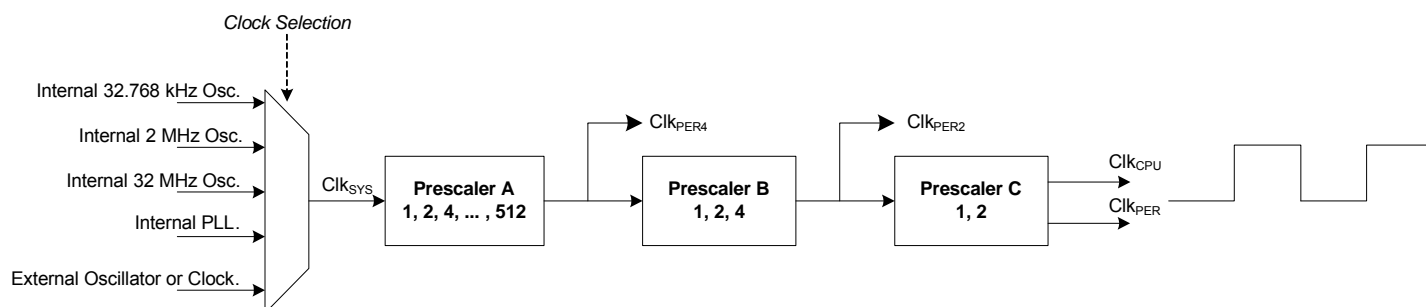 Clock Selection
Internal 32.768 kHz Osc.
Internal 2 MHz Osc.
Internal 32 MHz Osc.
Internal PLL.
External Oscillator or Clock.
ClkSYS
Prescaler A
1, 2, 4, ... , 512
ClkPER4
Prescaler B
1, 2, 4
ClkPER2
Prescaler C
1, 2
ClkCPU
ClkPER